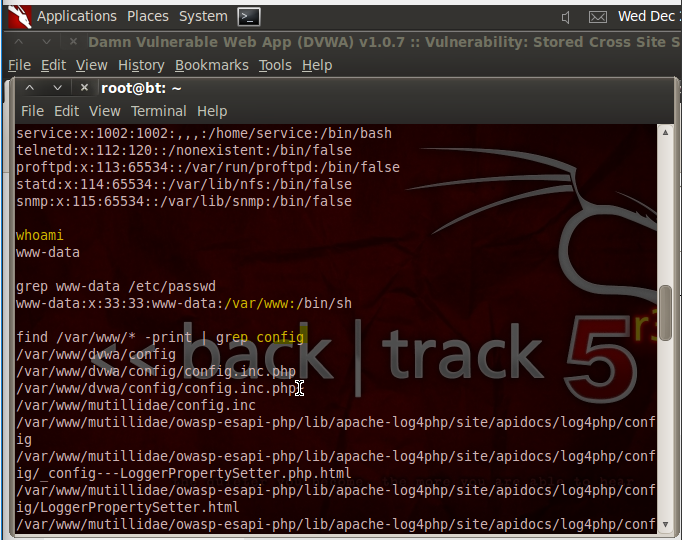 Applications Places System Wed Dec
Damn Vulnerable Web App (DVWA) v1.0.7 :: Vulnerability: Stored Cross Site S
File Edit View History Bookmarks Tools Help
root@bt: ~
File Edit View Terminal Help
service:x:1002:1002:,,,:/home/service:/bin/bash
telnetd:x:112:120::/nonexistent:/bin/false
proftpd:x:113:65534::/var/run/proftpd:/bin/false
statd:x:114:65534::/var/lib/nfs:/bin/false
snmp:x:115:65534::/var/lib/snmp:/bin/false
whoami
www-data
grep www-data /etc/passwd
www-data:x:33:33:www-data:/var/www:/bin/sh
find /var/www/* -print | grep config
/var/www/dvwa/config
/var/www/dvwa/config/config.inc.php
/var/www/dvwa/config/config.inc.php~
/var/www/mutillidae/config.inc
/var/www/mutillidae/owasp-esapi-php/lib/apache-log4php/site/apidocs/log4php/conf
ig
/var/www/mutillidae/owasp-esapi-php/lib/apache-log4php/site/apidocs/log4php/conf
ig/_config---LoggerPropertySetter.php.html
/var/www/mutillidae/owasp-esapi-php/lib/apache-log4php/site/apidocs/log4php/conf
ig/LoggerPropertySetter.html
/var/www/mutillidae/owasp-esapi-php/lib/apache-log4php/site/apidocs/log4php/conf
<< back | track 5 r3